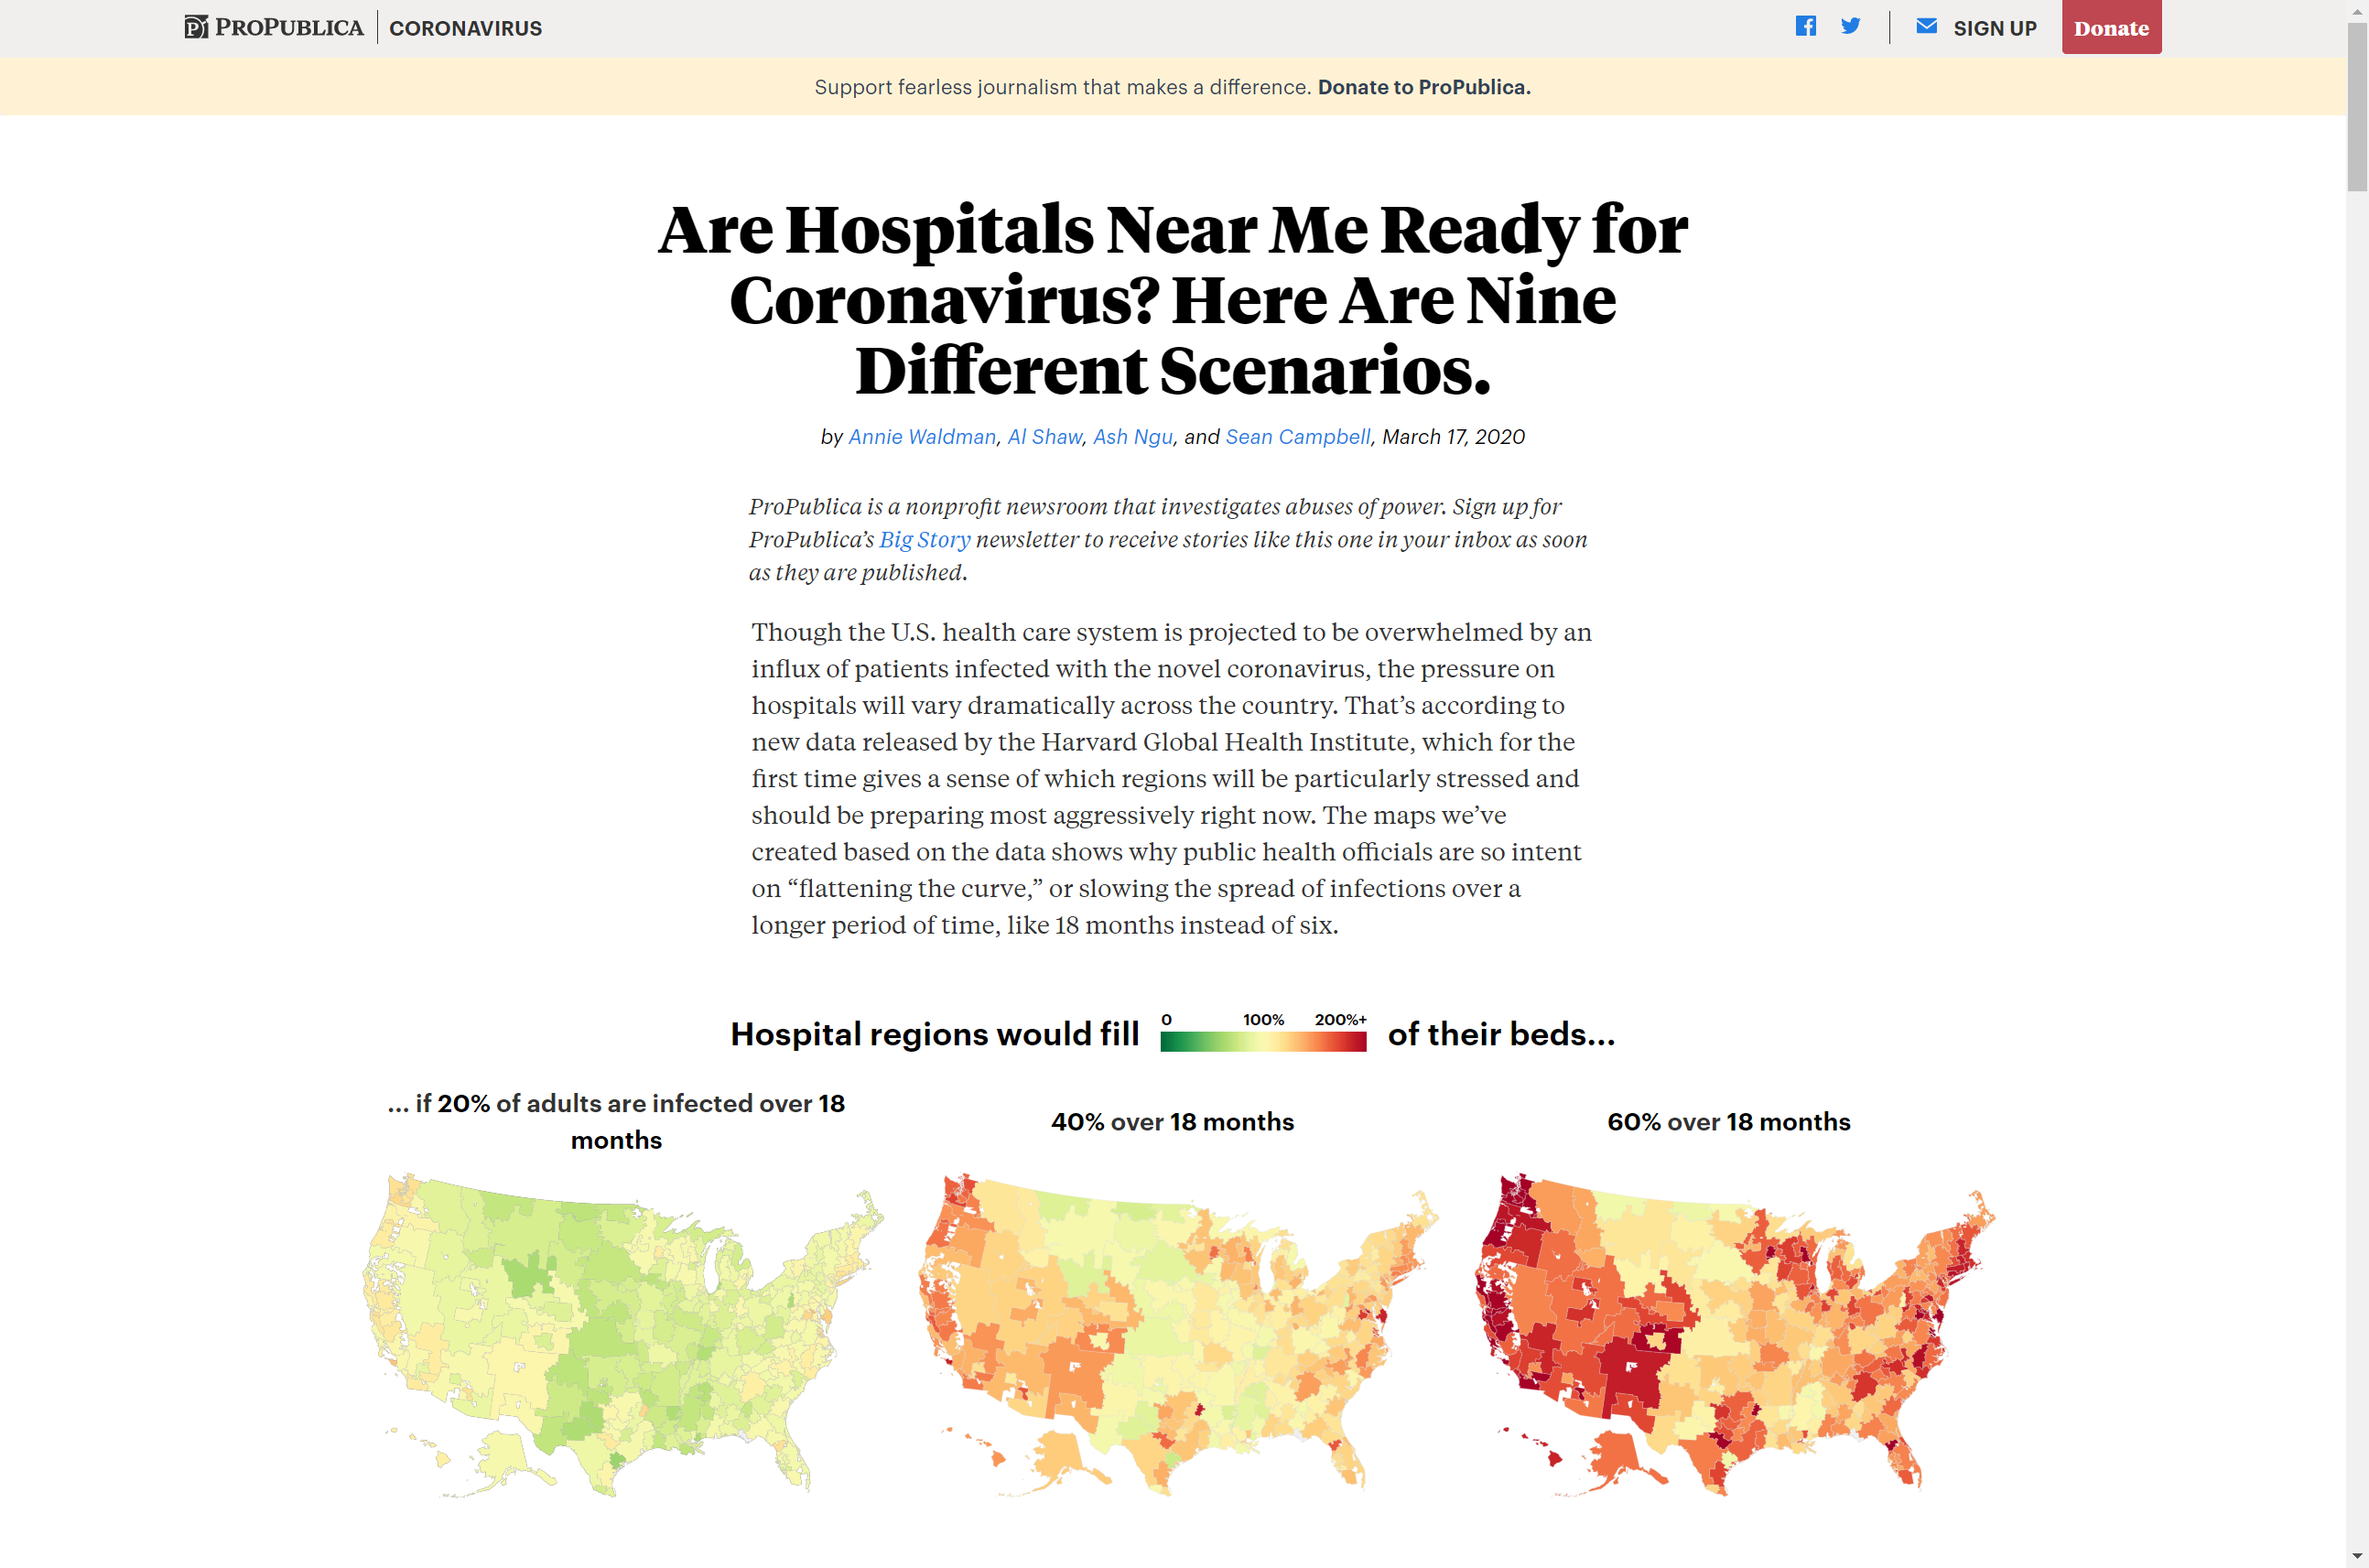 PROPUBLICA | CORONAVIRUS
SIGN UP
Donate
Support fearless journalism that makes a difference. Donate to ProPublica.
Are Hospitals Near Me Ready for
Coronavirus? Here Are Nine
Different Scenarios.
by Annie Waldman, Al Shaw, Ash Ngu, and Sean Campbell, March 17, 2020
ProPublica is a nonprofit newsroom that investigates abuses of power. Sign up for
ProPublica’s Big Story newsletter to receive stories like this one in your inbox as soon
as they are published.
Though the U.S. health care system is projected to be overwhelmed by an
influx of patients infected with the novel coronavirus, the pressure on
hospitals will vary dramatically across the country. That’s according to
new data released by the Harvard Global Health Institute, which for the
first time gives a sense of which regions will be particularly stressed and
should be preparing most aggressively right now. The maps we’ve
created based on the data shows why public health officials are so intent
on “flattening the curve,” or slowing the spread of infections over a
longer period of time, like 18 months instead of six.
Hospital regions would fill
0 100% 200%+
of their beds...
... if 20% of adults are infected over 18
months
40% over 18 months
60% over 18 months